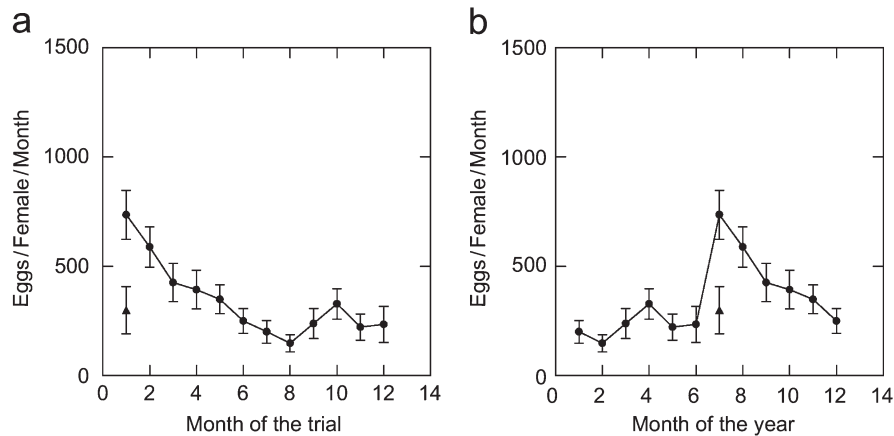 a
b
Eggs/Female/Month
1500
1000
500
0
0 2 4 6 8 10 12 14
Month of the trial
Eggs/Female/Month
1500
1000
500
0
0 2 4 6 8 10 12 14
Month of the year